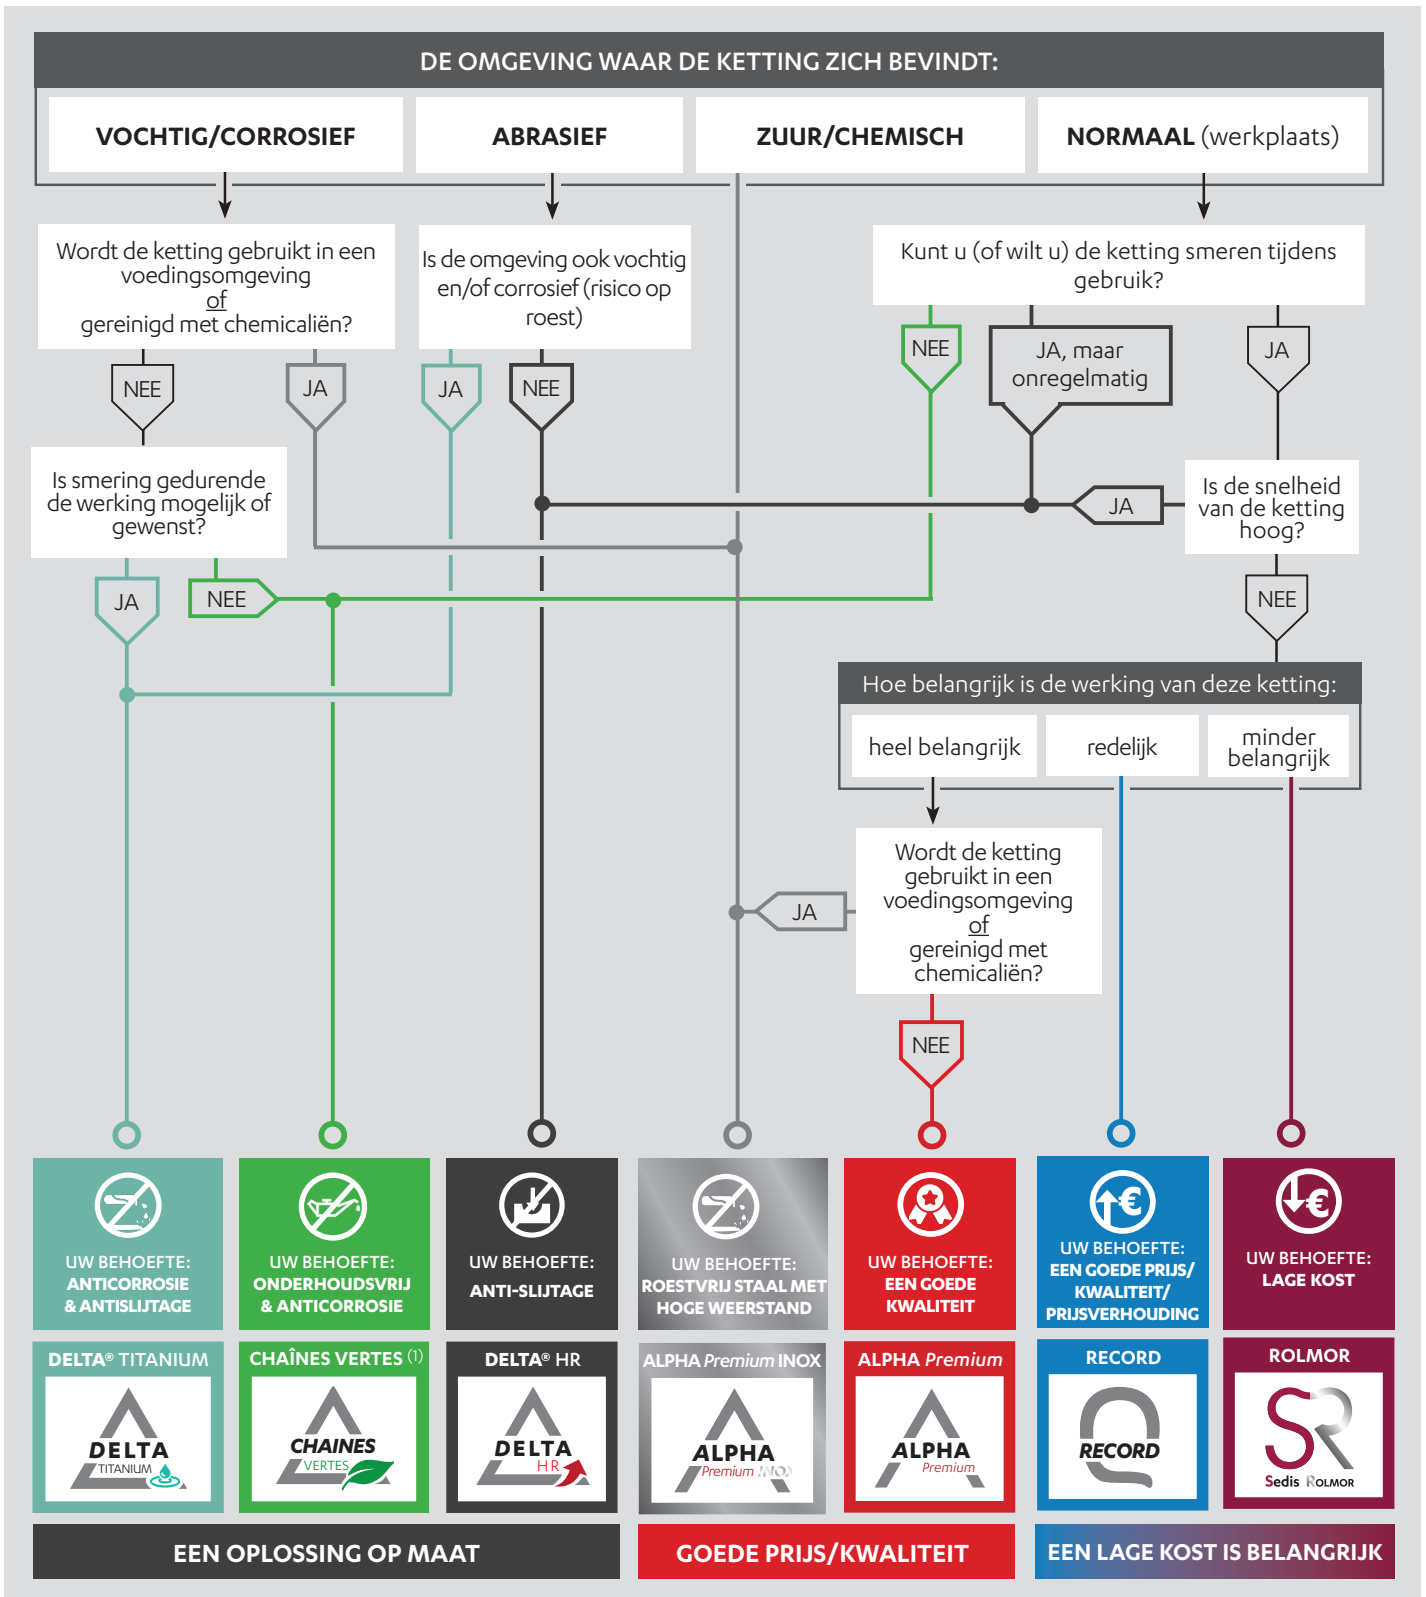 DE OMGEVING WAAR DE KETTING ZICH BEVINDT:
VOCHTIG/CORROSIEF
ABRASIEF
ZUUR/CHEMISCH
NORMAAL (werkplaats)
Wordt de ketting gebruikt in een
voedingsomgeving
of
gereinigd met chemicaliën?
Is de omgeving ook vochtig
en/of corrosief (risico op
roest)
Kunt u (of wilt u) de ketting smeren tijdens
gebruik?
NEE
JA
JA
NEE
NEE
JA, maar
onregelmatig
JA
Is smering gedurende
de werking mogelijk of
gewenst?
JA
Is de snelheid
van de ketting
hoog?
JA
NEE
NEE
Hoe belangrijk is de werking van deze ketting:
heel belangrijk
redelijk
minder
belangrijk
Wordt de ketting
gebruikt in een
voedingsomgeving
of
gereinigd met
chemicaliën?
JA
NEE
UW BEHOEFTE:
ANTICORROSIE
& ANTISLIJTAGE
UW BEHOEFTE:
ONDERHOUDSVRIJ
& ANTICORROSIE
UW BEHOEFTE:
ANTI-SLIJTAGE
UW BEHOEFTE:
ROESTVRIJ STAAL MET
HOGE WEERSTAND
UW BEHOEFTE:
EEN GOEDE
KWALITEIT
€
UW BEHOEFTE:
EEN GOEDE PRIJS/
KWALITEIT/
PRIJSVERHOUDING
€
UW BEHOEFTE:
LAGE KOST
DELTA® TITANIUM
DELTA
TITANIUM
CHAÎNES VERTES (1)
CHAINES
VERTES
DELTA® HR
DELTA
HR
ALPHA Premium INOX
ALPHA
Premium INOX
ALPHA Premium
ALPHA
Premium
RECORD
RECORD
ROLMOR
SR
Sedis ROLMOR
EEN OPLOSSING OP MAAT
GOEDE PRIJS/KWALITEIT
EEN LAGE KOST IS BELANGRIJK